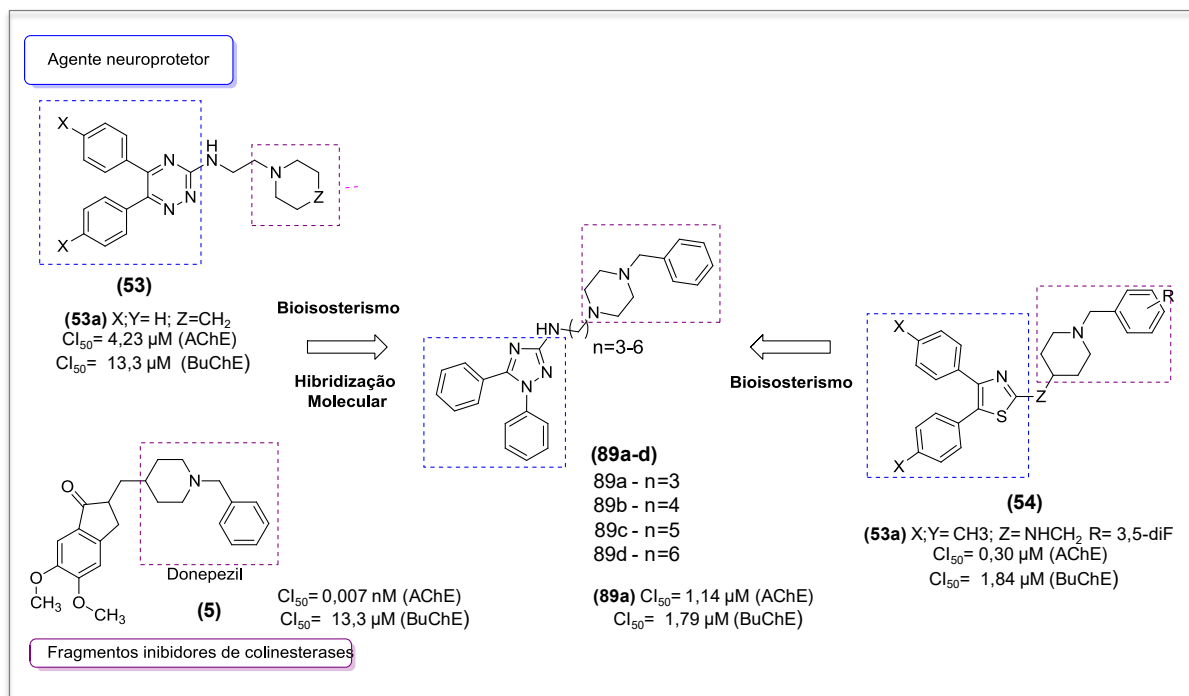 Agente neuroprotetor
X
X
N
N
N
H
N
N
Z
(53)
(53a) X;Y= H; Z=CH₂
CI₅₀= 4,23 µM (AChE)
CI₅₀= 13,3 µM (BuChE)
Bioisosterismo
Hibridização
Molecular
N
N
HN
( )
n=3-6
N
N
N
(89a-d)
89a - n=3
89b - n=4
89c - n=5
89d - n=6
(89a) CI₅₀= 1,14 µM (AChE)
CI₅₀= 1,79 µM (BuChE)
Bioisosterismo
R
N
X
N
S
Z
X
(54)
(53a) X;Y= CH3; Z= NHCH₂ R= 3,5-diF
CI₅₀= 0,30 µM (AChE)
CI₅₀= 1,84 µM (BuChE)
O
N
O
CH₃
O
CH₃
Donepezil
(5)
CI₅₀= 0,007 nM (AChE)
CI₅₀= 13,3 µM (BuChE)
Fragmentos inibidores de colinesterases